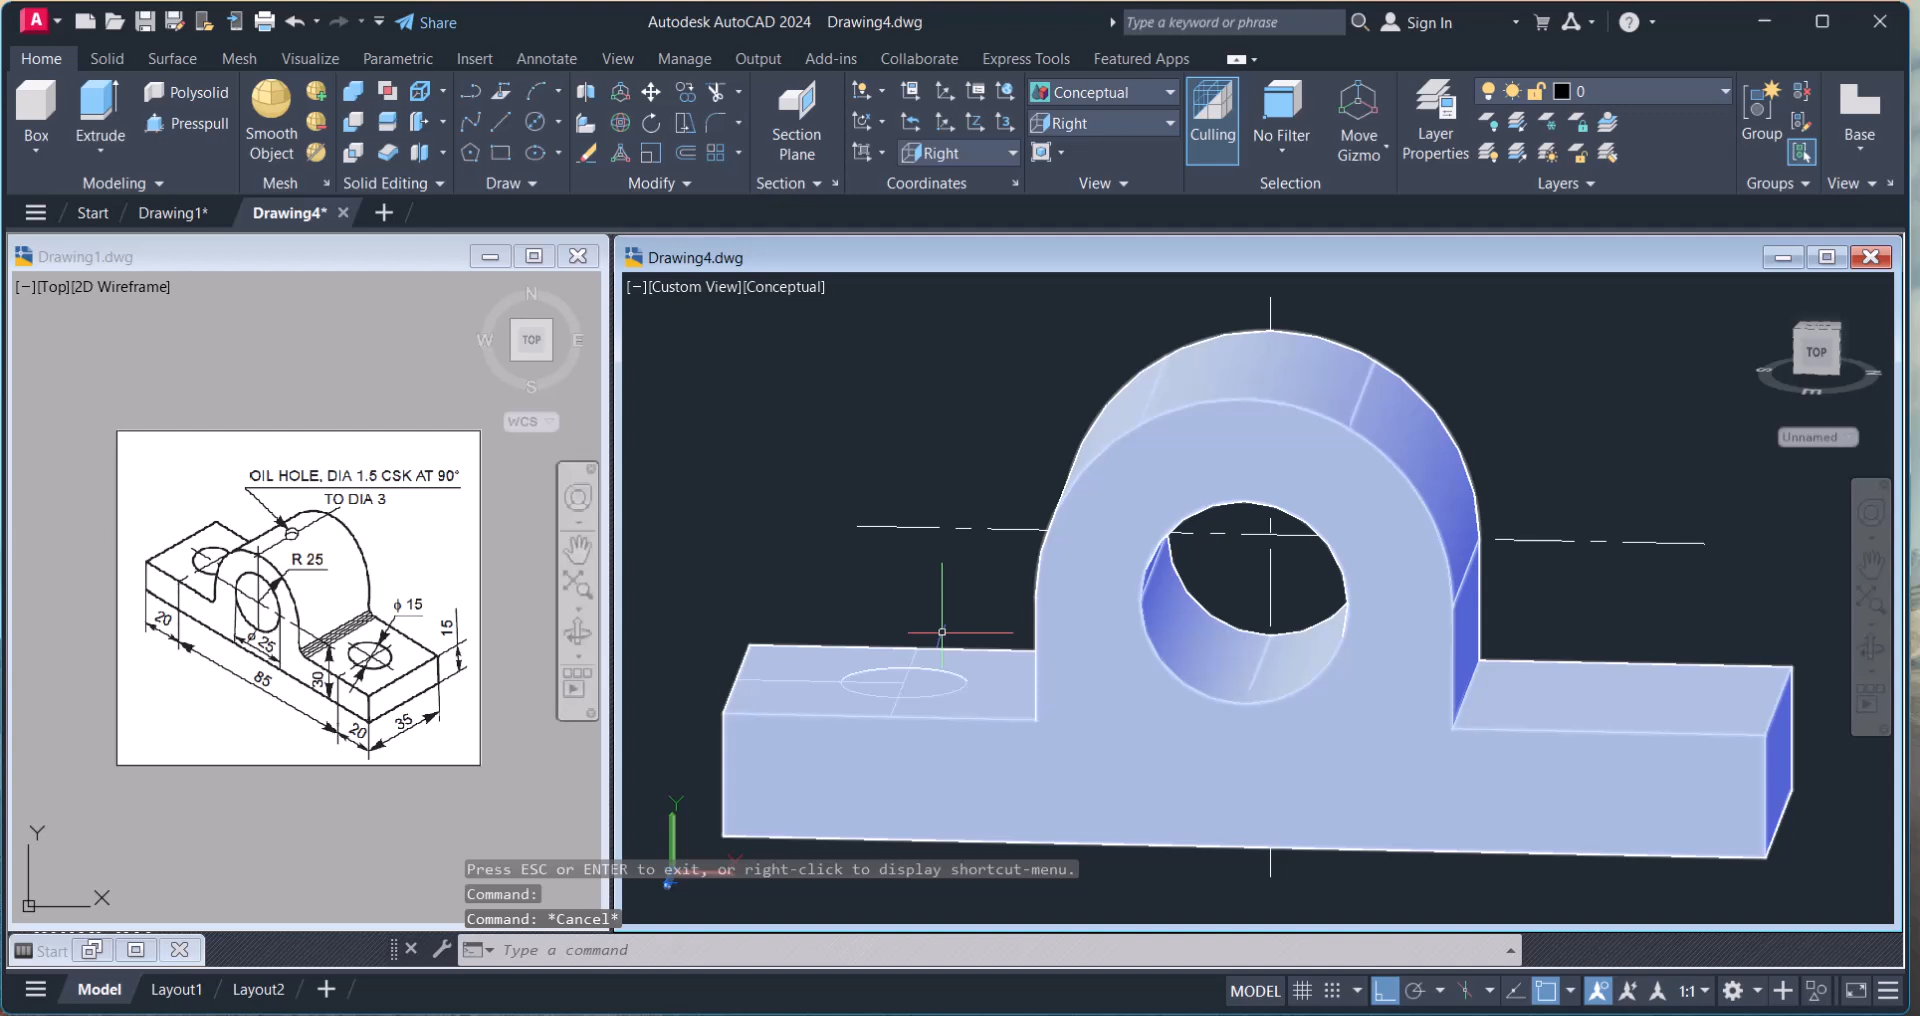 A Share Autodesk AutoCAD 2024 Drawing4.dwg Type a keyword or phrase Sign In
Home Solid Surface Mesh Visualize Parametric Insert Annotate View Manage Output Add-ins Collaborate Express Tools Featured Apps
Box Extrude Polysolid Presspull
Smooth Object
Section Plane
Right
Conceptual
Right
Culling No Filter Move Gizmo
Layer Properties
0
Group Base
Modeling Mesh Solid Editing Draw Modify Section Coordinates View Selection Layers Groups View
Start Drawing1* Drawing4*
Drawing1.dwg
[−][Top][2D Wireframe]
N
W TOP E
S
WCS
OIL HOLE, DIA 1.5 CSK AT 90°
TO DIA 3
R 25
ϕ 15
15
20
ϕ 25
85
30
20
35
Y
X
Drawing4.dwg
[−][Custom View][Conceptual]
TOP
S N
E
Unnamed
Y
X
Press ESC or ENTER to exit, or right-click to display shortcut-menu.
Command:
Command: *Cancel*
Start
Type a command
Model Layout1 Layout2
MODEL 1:1